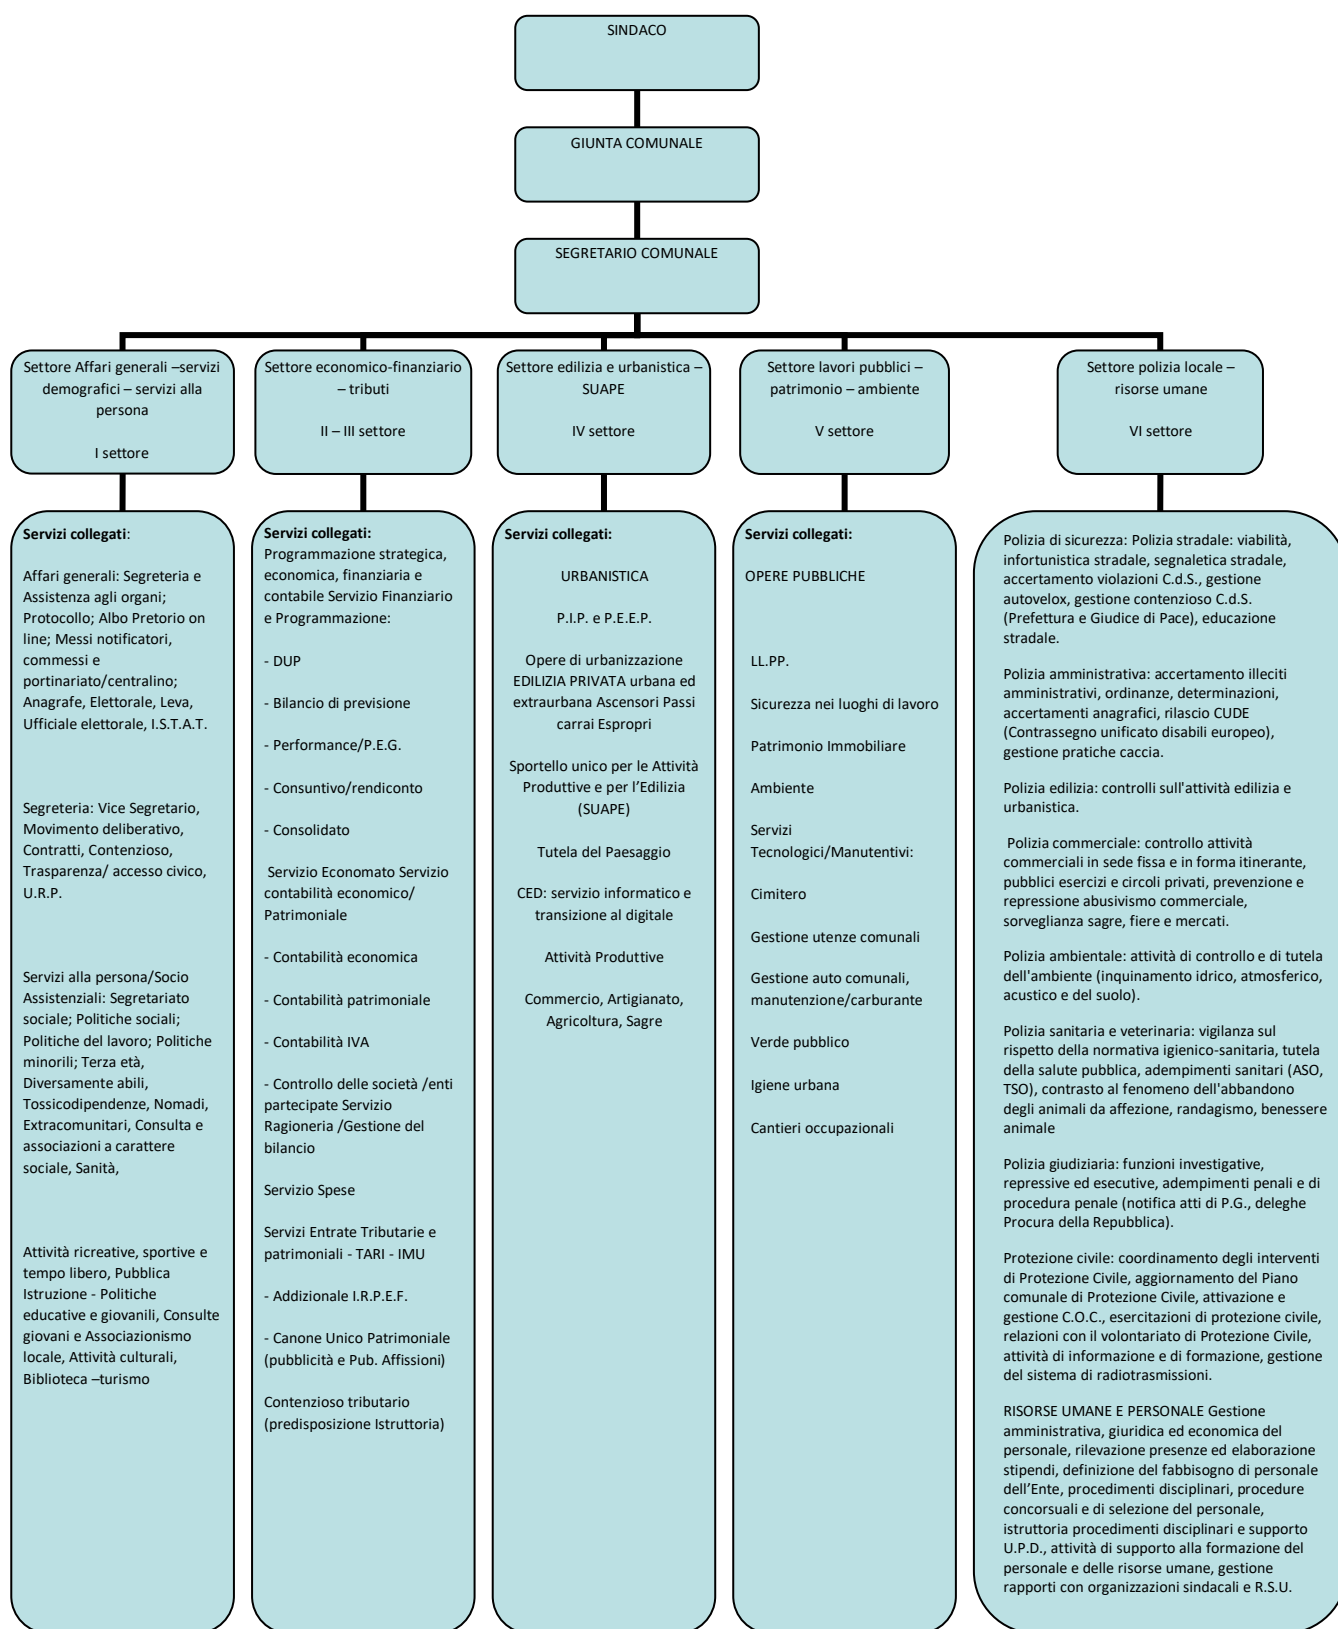 SINDACO
GIUNTA COMUNALE
SEGRETARIO COMUNALE
Settore Affari generali –servizi
demografici – servizi alla
persona
I settore
Settore economico-finanziario
– tributi
II – III settore
Settore edilizia e urbanistica –
SUAPE
IV settore
Settore lavori pubblici –
patrimonio – ambiente
V settore
Settore polizia locale –
risorse umane
VI settore
Servizi collegati:
Affari generali: Segreteria e
Assistenza agli organi;
Protocollo; Albo Pretorio on
line; Messi notificatori,
commessi e
portinariato/centralino;
Anagrafe, Elettorale, Leva,
Ufficiale elettorale, I.S.T.A.T.
Segreteria: Vice Segretario,
Movimento deliberativo,
Contratti, Contenzioso,
Trasparenza/ accesso civico,
U.R.P.
Servizi alla persona/Socio
Assistenziali: Segretariato
sociale; Politiche sociali;
Politiche del lavoro; Politiche
minorili; Terza età,
Diversamente abili,
Tossicodipendenze, Nomadi,
Extracomunitari, Consulta e
associazioni a carattere
sociale, Sanità,
Attività ricreative, sportive e
tempo libero, Pubblica
Istruzione - Politiche
educative e giovanili, Consulte
giovani e Associazionismo
locale, Attività culturali,
Biblioteca –turismo
Servizi collegati:
Programmazione strategica,
economica, finanziaria e
contabile Servizio Finanziario
e Programmazione:
- DUP
- Bilancio di previsione
- Performance/P.E.G.
- Consuntivo/rendiconto
- Consolidato
Servizio Economato Servizio
contabilità economico/
Patrimoniale
- Contabilità economica
- Contabilità patrimoniale
- Contabilità IVA
- Controllo delle società /enti
partecipate Servizio
Ragioneria /Gestione del
bilancio
Servizio Spese
Servizi Entrate Tributarie e
patrimoniali - TARI - IMU
- Addizionale I.R.P.E.F.
- Canone Unico Patrimoniale
(pubblicità e Pub. Affissioni)
Contenzioso tributario
(predisposizione Istruttoria)
Servizi collegati:
URBANISTICA
P.I.P. e P.E.E.P.
Opere di urbanizzazione
EDILIZIA PRIVATA urbana ed
extraurbana Ascensori Passi
carrai Espropri
Sportello unico per le Attività
Produttive e per l’Edilizia
(SUAPE)
Tutela del Paesaggio
CED: servizio informatico e
transizione al digitale
Attività Produttive
Commercio, Artigianato,
Agricoltura, Sagre
Servizi collegati:
OPERE PUBBLICHE
LL.PP.
Sicurezza nei luoghi di lavoro
Patrimonio Immobiliare
Ambiente
Servizi
Tecnologici/Manutentivi:
Cimitero
Gestione utenze comunali
Gestione auto comunali,
manutenzione/carburante
Verde pubblico
Igiene urbana
Cantieri occupazionali
Polizia di sicurezza: Polizia stradale: viabilità,
infortunistica stradale, segnaletica stradale,
accertamento violazioni C.d.S., gestione
autovelox, gestione contenzioso C.d.S.
(Prefettura e Giudice di Pace), educazione
stradale.
Polizia amministrativa: accertamento illeciti
amministrativi, ordinanze, determinazioni,
accertamenti anagrafici, rilascio CUDE
(Contrassegno unificato disabili europeo),
gestione pratiche caccia.
Polizia edilizia: controlli sull'attività edilizia e
urbanistica.
Polizia commerciale: controllo attività
commerciali in sede fissa e in forma itinerante,
pubblici esercizi e circoli privati, prevenzione e
repressione abusivismo commerciale,
sorveglianza sagre, fiere e mercati.
Polizia ambientale: attività di controllo e di tutela
dell'ambiente (inquinamento idrico, atmosferico,
acustico e del suolo).
Polizia sanitaria e veterinaria: vigilanza sul
rispetto della normativa igienico-sanitaria, tutela
della salute pubblica, adempimenti sanitari (ASO,
TSO), contrasto al fenomeno dell'abbandono
degli animali da affezione, randagismo, benessere
animale
Polizia giudiziaria: funzioni investigative,
repressive ed esecutive, adempimenti penali e di
procedura penale (notifica atti di P.G., deleghe
Procura della Repubblica).
Protezione civile: coordinamento degli interventi
di Protezione Civile, aggiornamento del Piano
comunale di Protezione Civile, attivazione e
gestione C.O.C., esercitazioni di protezione civile,
relazioni con il volontariato di Protezione Civile,
attività di informazione e di formazione, gestione
del sistema di radiotrasmissioni.
RISORSE UMANE E PERSONALE Gestione
amministrativa, giuridica ed economica del
personale, rilevazione presenze ed elaborazione
stipendi, definizione del fabbisogno di personale
dell’Ente, procedimenti disciplinari, procedure
concorsuali e di selezione del personale,
istruttoria procedimenti disciplinari e supporto
U.P.D., attività di supporto alla formazione del
personale e delle risorse umane, gestione
rapporti con organizzazioni sindacali e R.S.U.